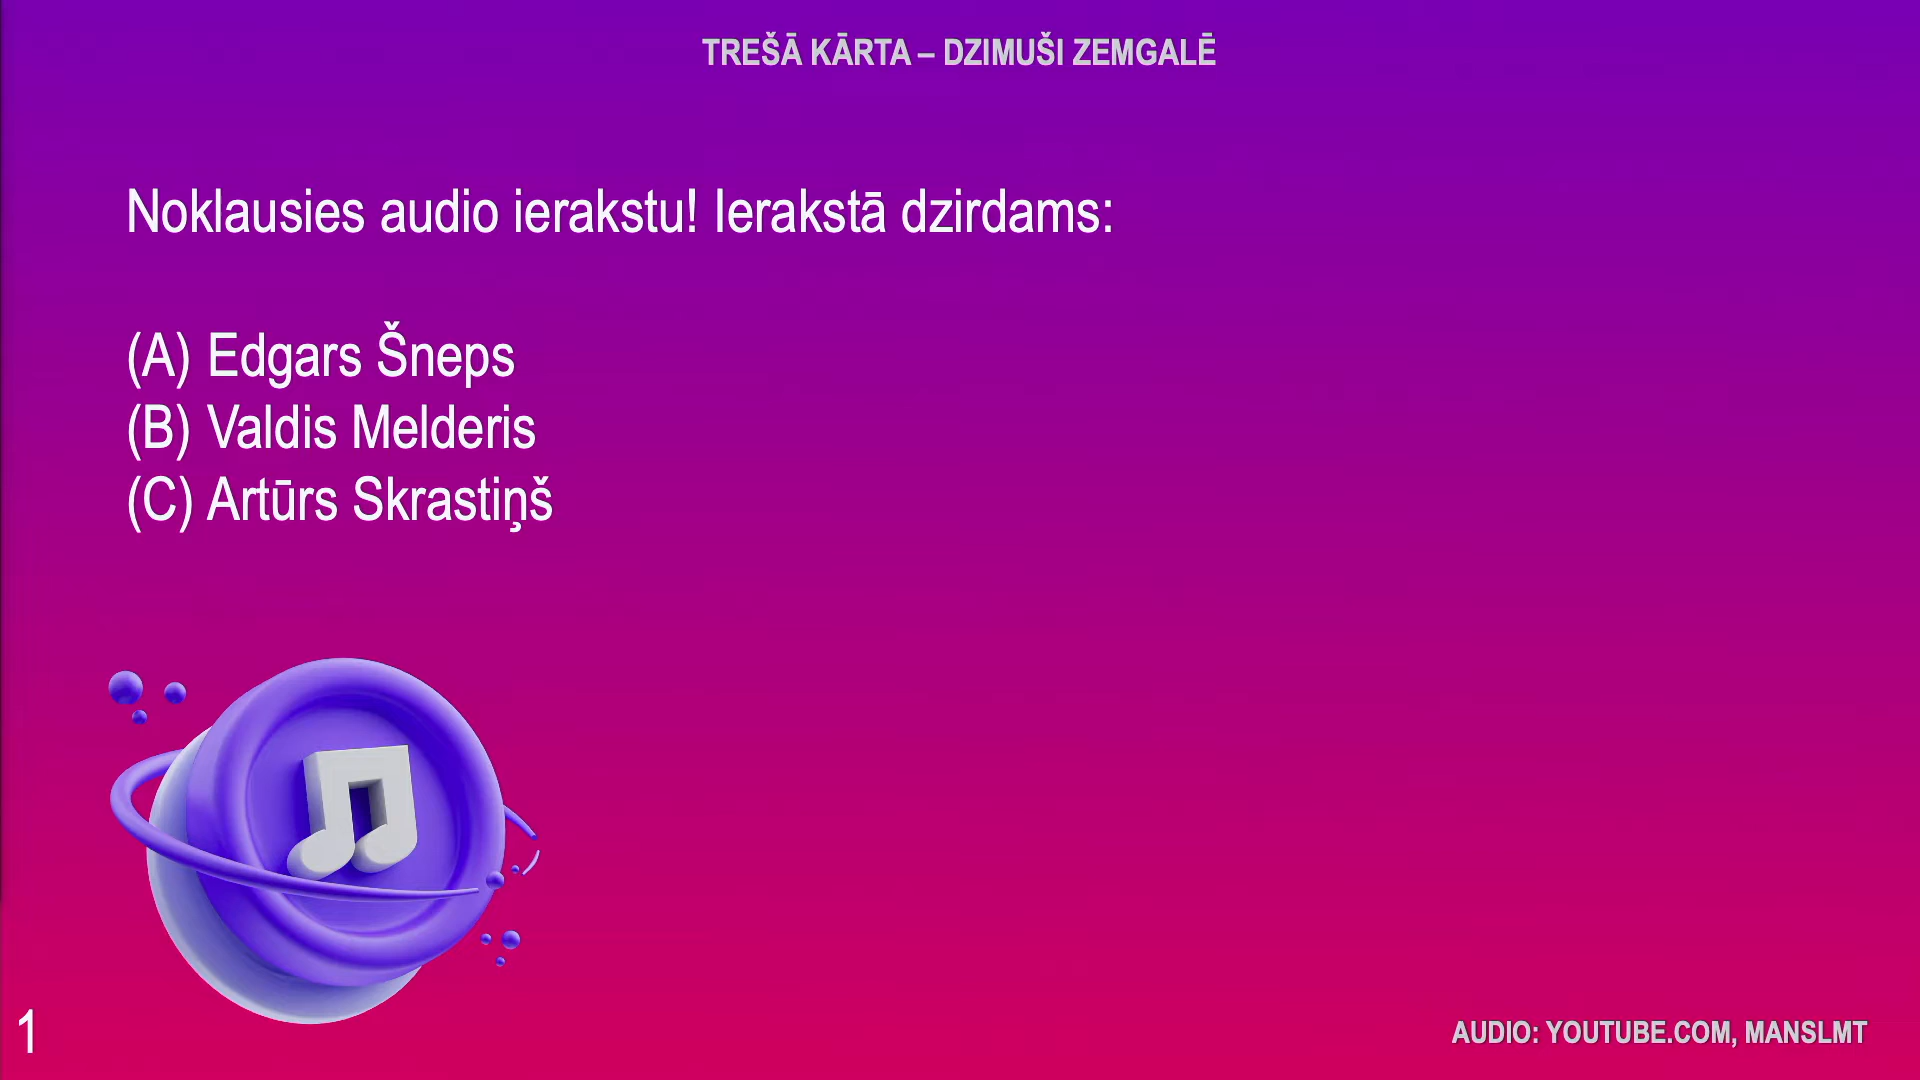 TREŠĀ KĀRTA – DZIMUŠI ZEMGALĒ
Noklausies audio ierakstu! Ierakstā dzirdams:
(A) Edgars Šneps
(B) Valdis Melderis
(C) Artūrs Skrastiņš
1
AUDIO: YOUTUBE.COM, MANSLMT